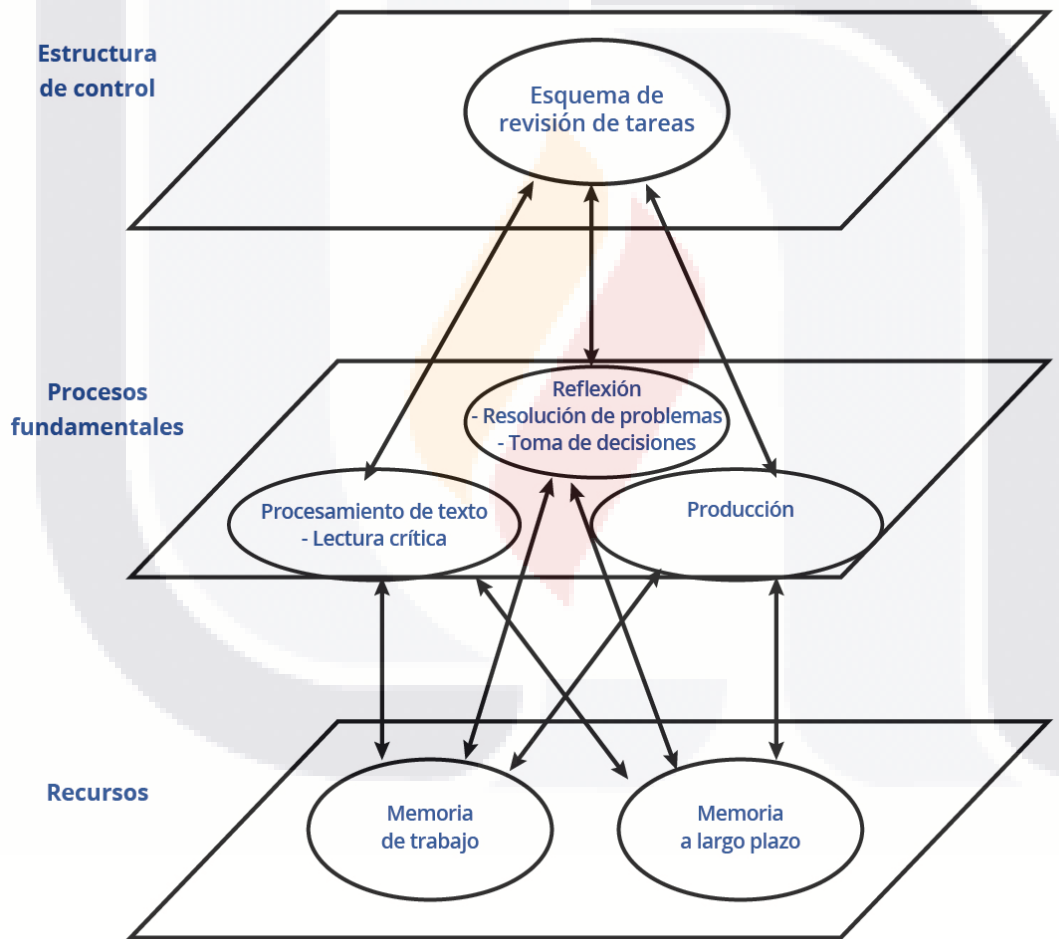 Estructura
de control
Esquema de
revisión de tareas
Procesos
fundamentales
Reflexión
- Resolución de problemas
- Toma de decisiones
Procesamiento de texto
- Lectura crítica
Producción
Recursos
Memoria
de trabajo
Memoria
a largo plazo